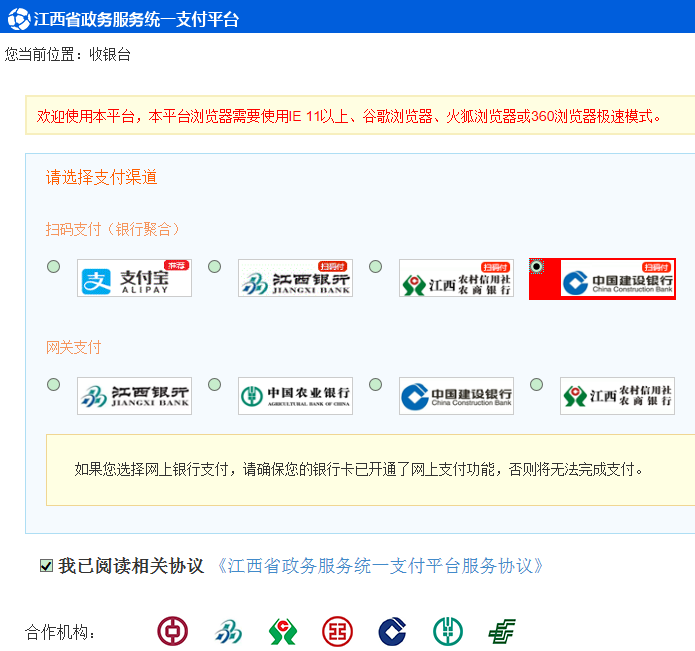 江西省政务服务统一支付平台
您当前位置：收银台
欢迎使用本平台，本平台浏览器需要使用IE 11以上、谷歌浏览器、火狐浏览器或360浏览器极速模式。
请选择支付渠道
扫码支付（银行聚合）
支 支付宝 ALIPAY 推荐
江西银行 JIANGXI BANK 扫码付
江西 农村信用社 农商银行 扫码付
中国建设银行 China Construction Bank 扫码付
网关支付
江西银行 JIANGXI BANK
中国农业银行 AGRICULTURAL BANK OF CHINA
中国建设银行 China Construction Bank
江西 农村信用社 农商银行
如果您选择网上银行支付，请确保您的银行卡已开通了网上支付功能，否则将无法完成支付。
我已阅读相关协议 《江西省政务服务统一支付平台服务协议》
合作机构：